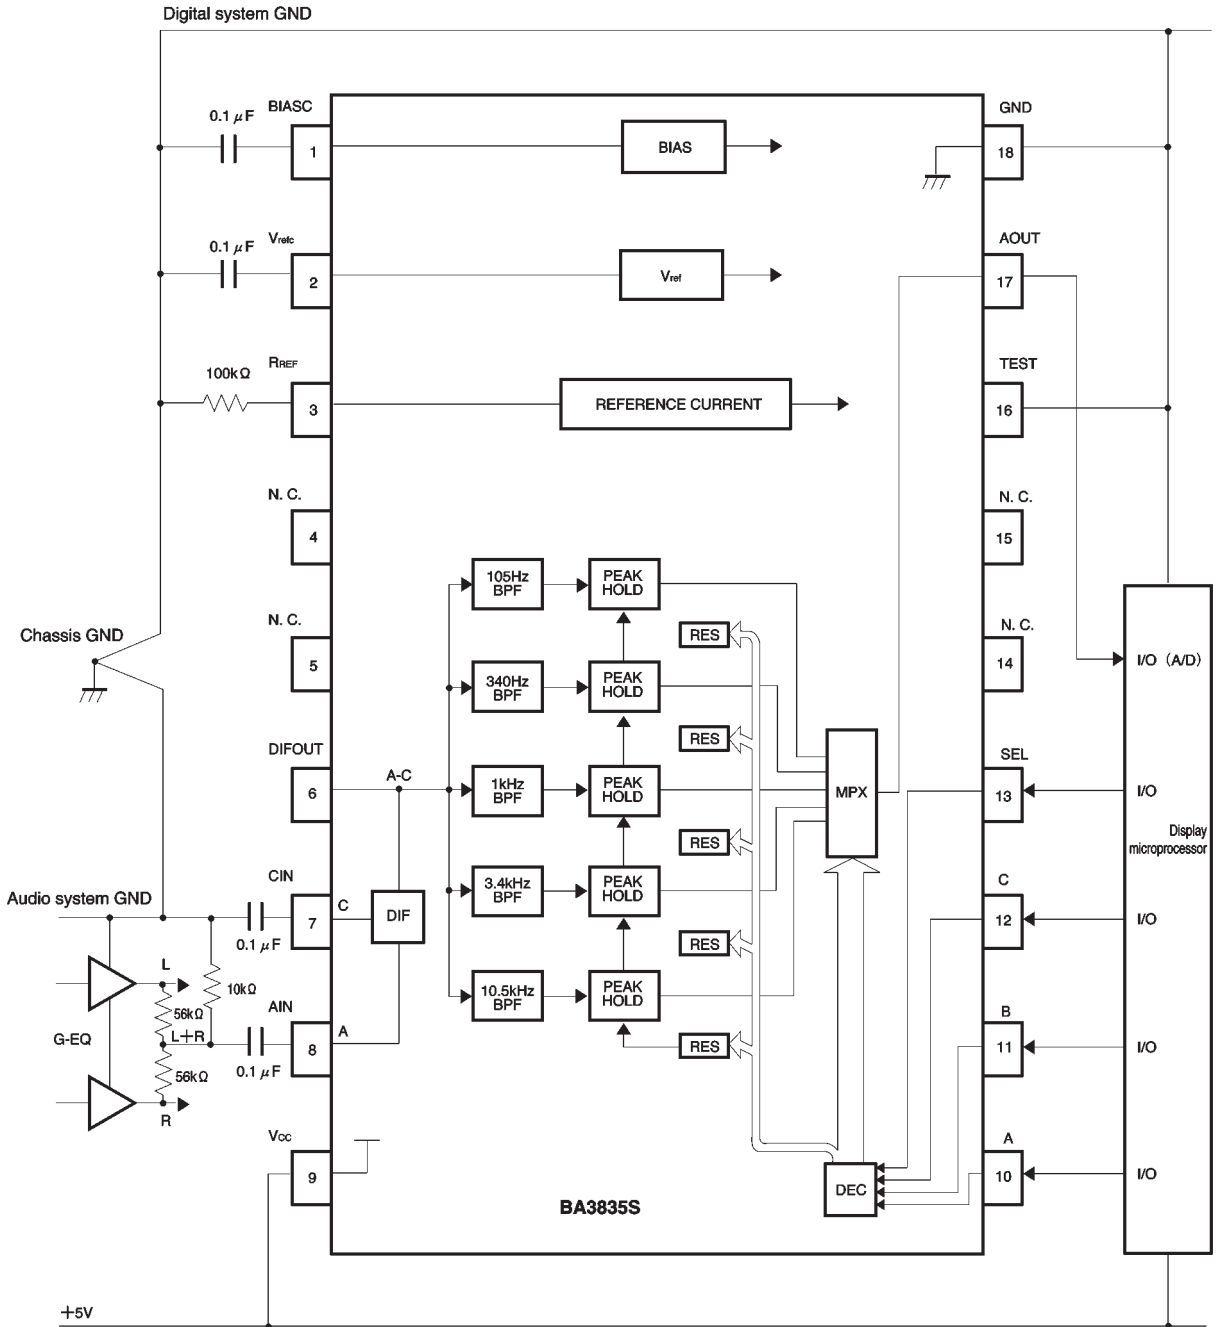 Digital system GND
BIASC
0.1 μF
1
BIAS
GND
18
Vrefc
0.1 μF
2
Vref
AOUT
17
RREF
100kΩ
3
REFERENCE CURRENT
TEST
16
N. C.
4
N. C.
15
105Hz
BPF
PEAK
HOLD
RES
Chassis GND
N. C.
5
340Hz
BPF
PEAK
HOLD
N. C.
14
I/O (A/D)
RES
DIFOUT
6
A-C
1kHz
BPF
PEAK
HOLD
MPX
SEL
13
I/O
Display
microprocessor
RES
CIN
Audio system GND
0.1 μF
7
C
DIF
3.4kHz
BPF
PEAK
HOLD
C
12
I/O
RES
L
10kΩ
56kΩ
10.5kHz
BPF
PEAK
HOLD
G-EQ
L+R
AIN
0.1 μF
8
A
RES
B
11
I/O
56kΩ
R
VCC
9
DEC
A
10
I/O
BA3835S
+5V